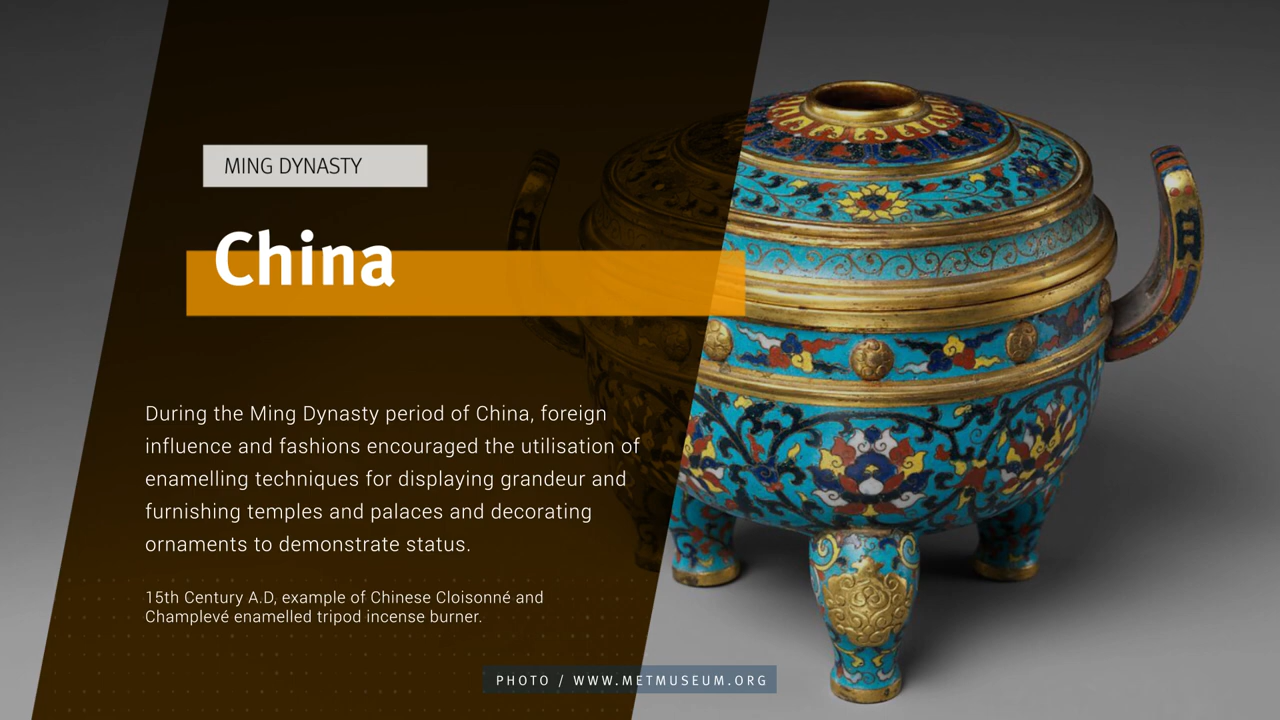 MING DYNASTY
China
During the Ming Dynasty period of China, foreign
influence and fashions encouraged the utilisation of
enamelling techniques for displaying grandeur and
furnishing temples and palaces and decorating
ornaments to demonstrate status.
15th Century A.D, example of Chinese Cloisonné and
Champlevé enamelled tripod incense burner.
PHOTO / WWW.METMUSEUM.ORG